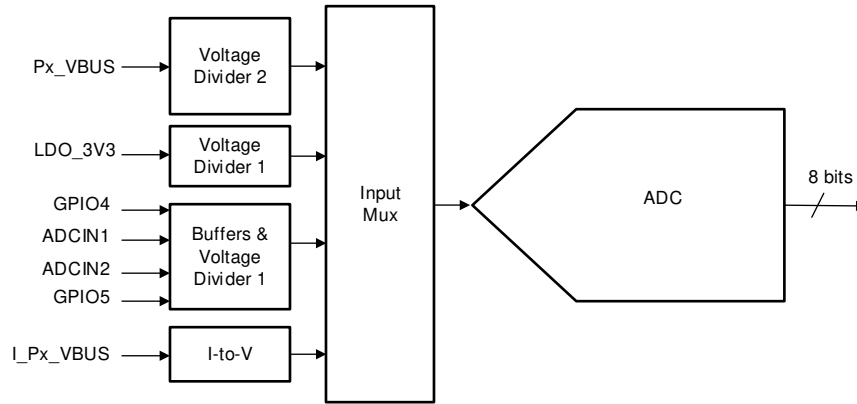 Px_VBUS
Voltage
Divider 2
LDO_3V3
Voltage
Divider 1
GPIO4
ADCIN1
ADCIN2
GPIO5
Buffers &
Voltage
Divider 1
I_Px_VBUS
I-to-V
Input
Mux
ADC
8 bits